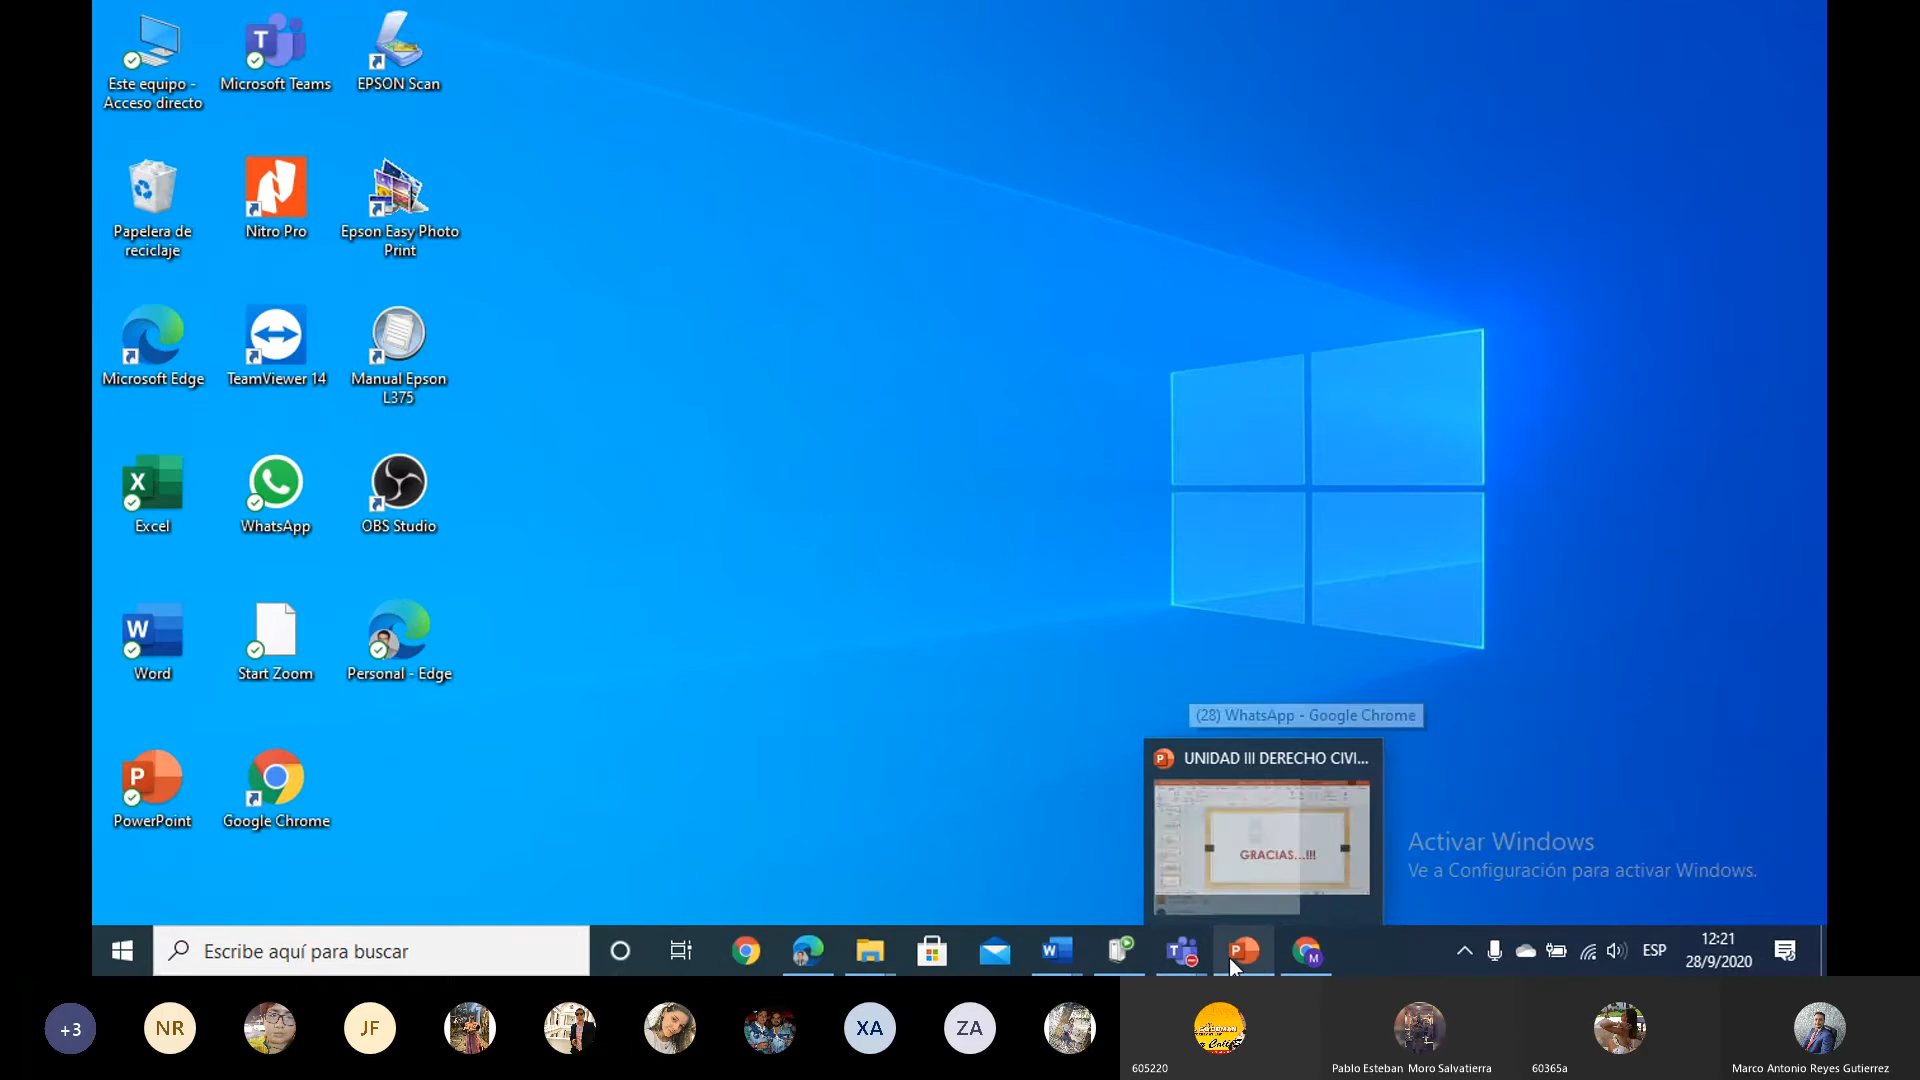 Este equipo -
Acceso directo
Microsoft Teams
EPSON Scan
Papelera de
reciclaje
Nitro Pro
Epson Easy Photo
Print
Microsoft Edge
TeamViewer 14
Manual Epson
L375
Excel
WhatsApp
OBS Studio
Word
Start Zoom
Personal - Edge
PowerPoint
Google Chrome
(28) WhatsApp - Google Chrome
UNIDAD III DERECHO CIVI...
GRACIAS...!!!
Activar Windows
Ve a Configuración para activar Windows.
Escribe aquí para buscar
ESP
12:21
28/9/2020
+3
NR
JF
XA
ZA
605220
Pablo Esteban Moro Salvatierra
60365a
Marco Antonio Reyes Gutierrez